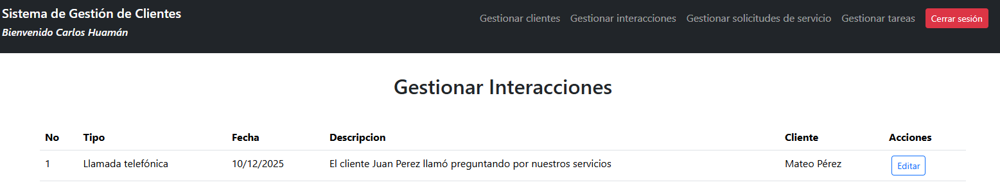 Sistema de Gestión de Clientes
Bienvenido Carlos Huamán
Gestionar clientes Gestionar interacciones Gestionar solicitudes de servicio Gestionar tareas Cerrar sesión
Gestionar Interacciones
No Tipo Fecha Descripcion Cliente Acciones
1 Llamada telefónica 10/12/2025 El cliente Juan Perez llamó preguntando por nuestros servicios Mateo Pérez Editar